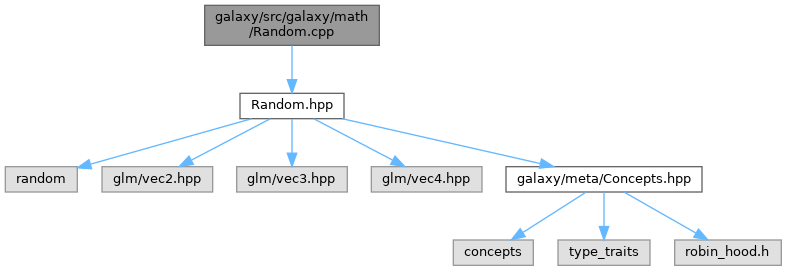 galaxy/src/galaxy/math
/Random.cpp
Random.hpp
random
glm/vec2.hpp
glm/vec3.hpp
glm/vec4.hpp
galaxy/meta/Concepts.hpp
concepts
type_traits
robin_hood.h